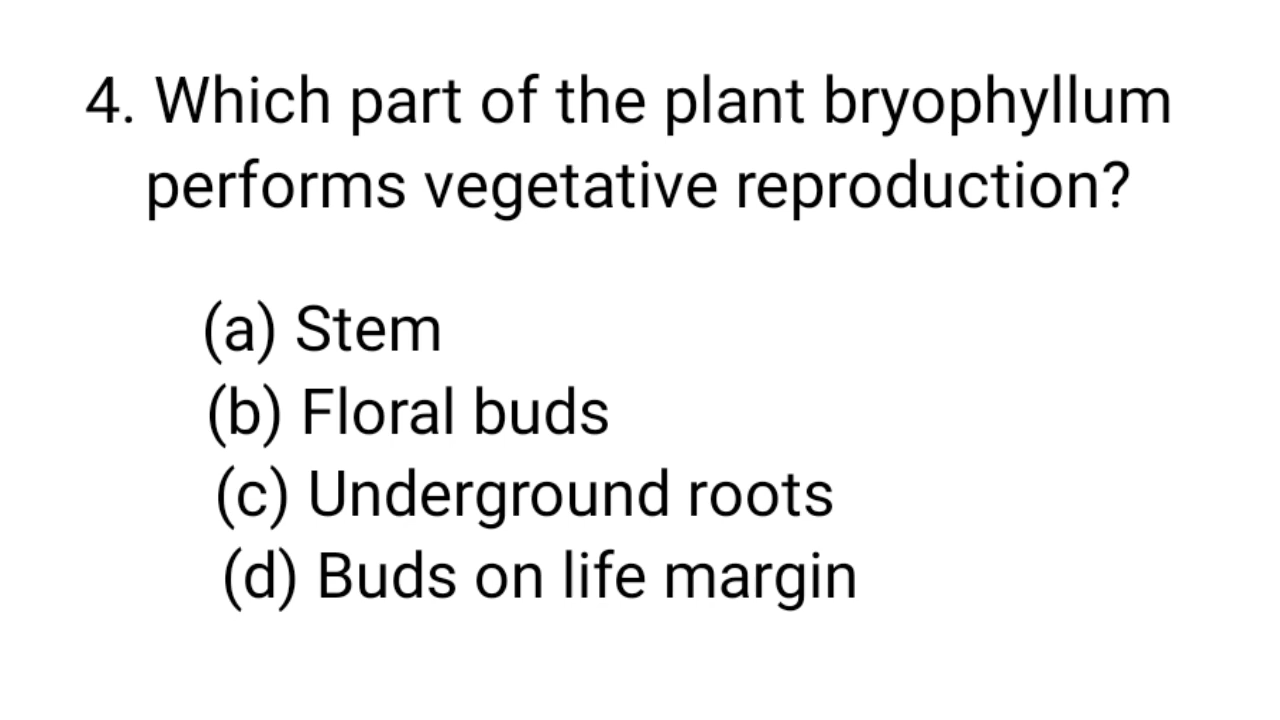 4. Which part of the plant bryophyllum
performs vegetative reproduction?
(a) Stem
(b) Floral buds
(c) Underground roots
(d) Buds on life margin